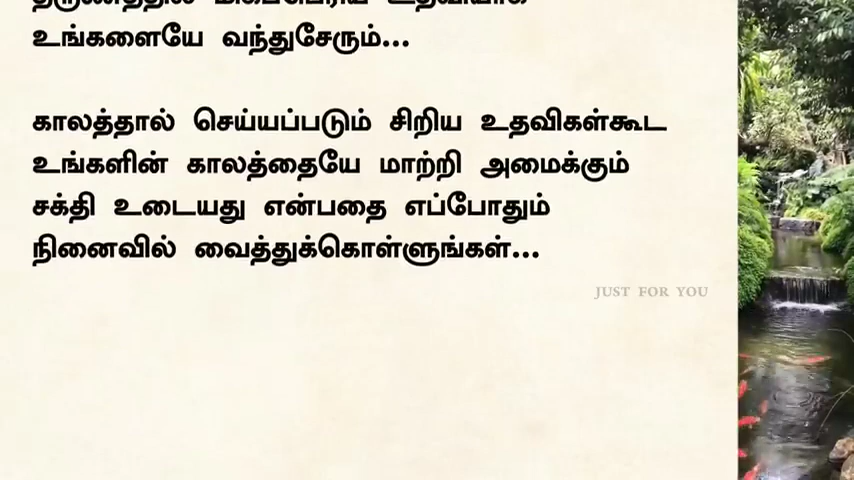 உங்களையே வந்துசேரும்...
காலத்தால் செய்யப்படும் சிறிய உதவிகள்கூட
உங்களின் காலத்தையே மாற்றி அமைக்கும்
சக்தி உடையது என்பதை எப்போதும்
நினைவில் வைத்துக்கொள்ளுங்கள்...
JUST FOR YOU